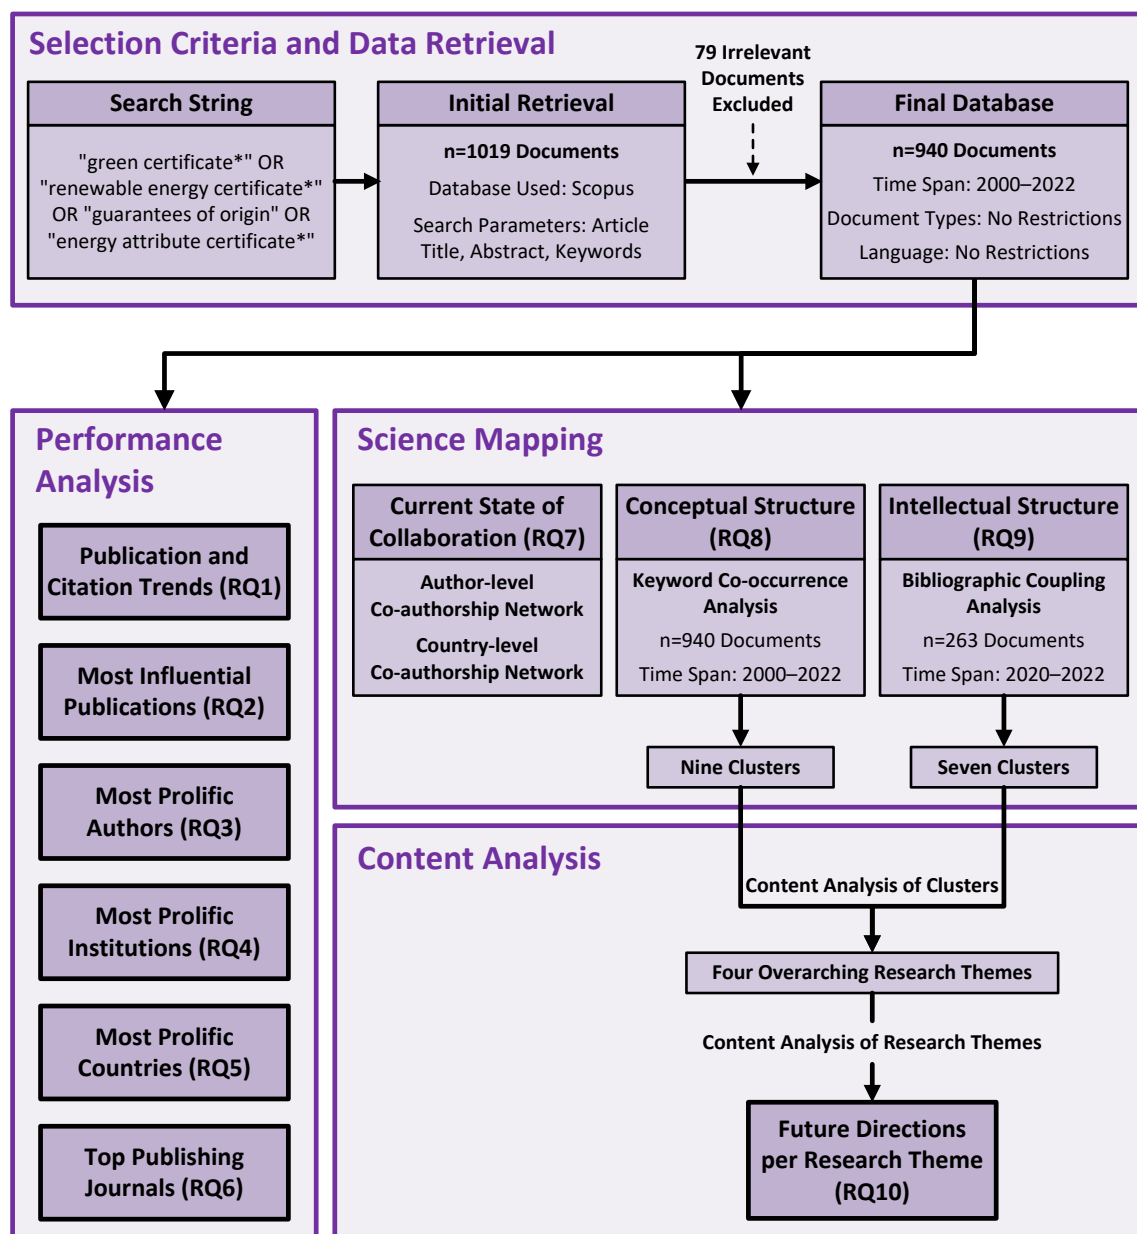 Selection Criteria and Data Retrieval
Search String
"green certificate*" OR
"renewable energy certificate*"
OR "guarantees of origin" OR
"energy attribute certificate*"
Initial Retrieval
n=1019 Documents
Database Used: Scopus
Search Parameters: Article
Title, Abstract, Keywords
79 Irrelevant
Documents
Excluded
Final Database
n=940 Documents
Time Span: 2000–2022
Document Types: No Restrictions
Language: No Restrictions
Performance
Analysis
Publication and
Citation Trends (RQ1)
Most Influential
Publications (RQ2)
Most Prolific
Authors (RQ3)
Most Prolific
Institutions (RQ4)
Most Prolific
Countries (RQ5)
Top Publishing
Journals (RQ6)
Science Mapping
Current State of
Collaboration (RQ7)
Author-level
Co-authorship Network
Country-level
Co-authorship Network
Conceptual Structure
(RQ8)
Keyword Co-occurrence
Analysis
n=940 Documents
Time Span: 2000–2022
Nine Clusters
Intellectual Structure
(RQ9)
Bibliographic Coupling
Analysis
n=263 Documents
Time Span: 2020–2022
Seven Clusters
Content Analysis
Content Analysis of Clusters
Four Overarching Research Themes
Content Analysis of Research Themes
Future Directions
per Research Theme
(RQ10)